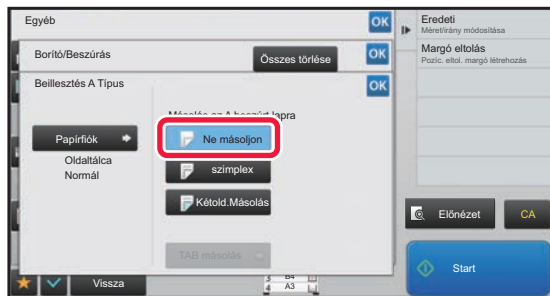 Egyéb
OK
Borító/Beszúrás
Összes törlése
OK
Beillesztés A Típus
OK
Másolás az A beszúrt lapra
Papírfiók
Oldaltálca
Normál
Ne másoljon
szimplex
Kétold.Másolás
TAB másolás
Vissza
B4
A3
Eredeti
Méret/irány módosítása
Margó eltolás
Pozíc. eltol. margó létrehozás
Előnézet
CA
Start